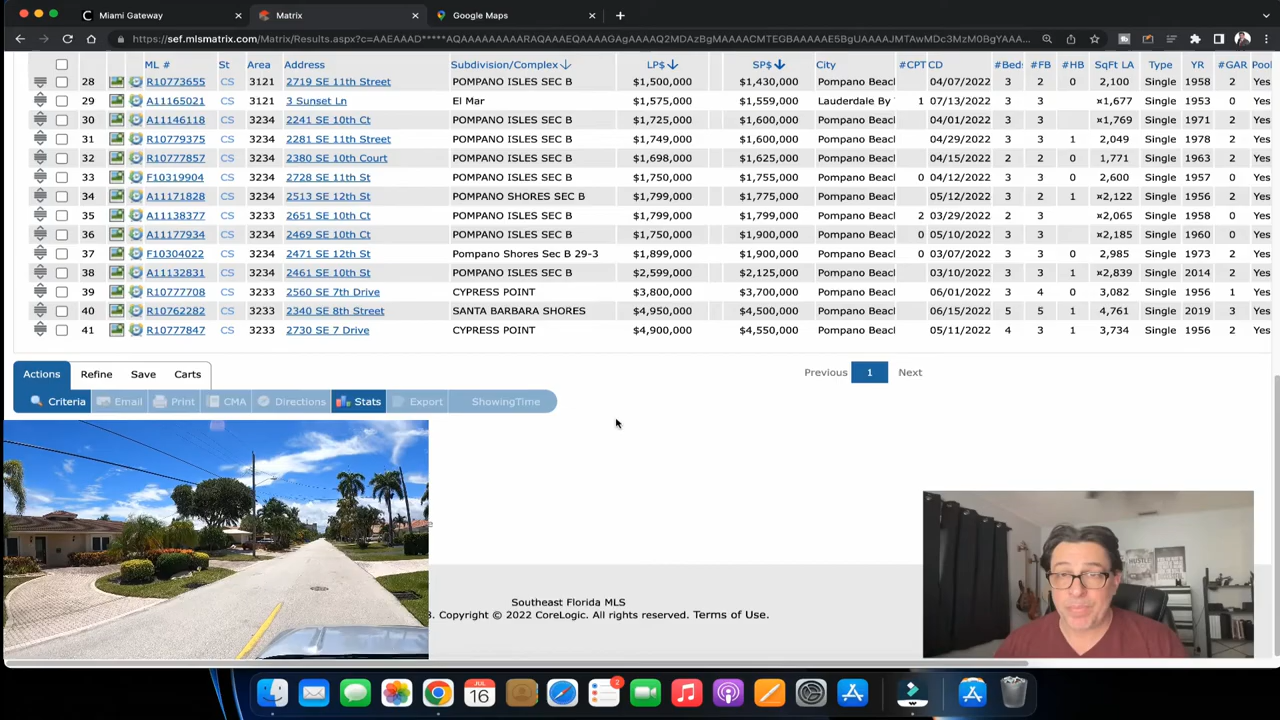 Miami Gateway
Matrix
Google Maps
https://sef.mlsmatrix.com/Matrix/Results.aspx?c=AAEAAAD*****AQAAAAAAAAARAQAAAEQAAAAGAgAAAAQ2MDAzBgMAAAACMTEGBAAAAAE5BgUAAAAJMTAwMDc3MzM0BgYAAA...
ML # St Area Address Subdivision/Complex LP$ SP$ City #CPT CD #Beds #FB #HB SqFt LA Type YR #GAR Pool
28 R10773655 CS 3121 2719 SE 11th Street POMPANO ISLES SEC B $1,500,000 $1,430,000 Pompano Beach 04/07/2022 3 2 0 2,100 Single 1958 2 Yes
29 A11165021 CS 3121 3 Sunset Ln El Mar $1,575,000 $1,559,000 Lauderdale By 1 07/13/2022 3 3 ¤1,677 Single 1953 0 Yes
30 A11146118 CS 3234 2241 SE 10th Ct POMPANO ISLES SEC B $1,725,000 $1,600,000 Pompano Beach 04/01/2022 3 3 ¤1,769 Single 1971 2 Yes
31 R10779375 CS 3234 2281 SE 11th Street POMPANO ISLES SEC B $1,749,000 $1,600,000 Pompano Beach 04/29/2022 3 3 1 2,049 Single 1978 2 Yes
32 R10777857 CS 3234 2380 SE 10th Court POMPANO ISLES SEC B $1,698,000 $1,625,000 Pompano Beach 04/15/2022 2 2 0 1,771 Single 1963 2 Yes
33 F10319904 CS 3234 2728 SE 11th St POMPANO ISLES SEC B $1,750,000 $1,755,000 Pompano Beach 0 04/12/2022 3 3 0 2,600 Single 1957 0 Yes
34 A11171828 CS 3234 2513 SE 12th St POMPANO SHORES SEC B $1,799,000 $1,775,000 Pompano Beach 05/12/2022 3 2 1 ¤2,122 Single 1956 2 Yes
35 A11138377 CS 3233 2651 SE 10th Ct POMPANO ISLES SEC B $1,799,000 $1,799,000 Pompano Beach 2 03/29/2022 2 3 ¤2,065 Single 1958 0 Yes
36 A11177934 CS 3234 2469 SE 10th Ct POMPANO ISLES SEC B $1,750,000 $1,900,000 Pompano Beach 0 05/10/2022 4 3 ¤2,185 Single 1960 0 Yes
37 F10304022 CS 3234 2471 SE 12th St Pompano Shores Sec B 29-3 $1,899,000 $1,900,000 Pompano Beach 0 03/07/2022 3 3 0 2,985 Single 1973 2 Yes
38 A11132831 CS 3234 2461 SE 10th St POMPANO ISLES SEC B $2,599,000 $2,125,000 Pompano Beach 03/10/2022 3 3 1 ¤2,839 Single 2014 2 Yes
39 R10777708 CS 3233 2560 SE 7th Drive CYPRESS POINT $3,800,000 $3,700,000 Pompano Beach 06/01/2022 3 4 0 3,082 Single 1956 1 Yes
40 R10762282 CS 3233 2340 SE 8th Street SANTA BARBARA SHORES $4,950,000 $4,500,000 Pompano Beach 06/15/2022 5 5 1 4,761 Single 2019 3 Yes
41 R10777847 CS 3233 2730 SE 7 Drive CYPRESS POINT $4,900,000 $4,550,000 Pompano Beach 05/11/2022 4 3 1 3,734 Single 1956 2 Yes
Actions Refine Save Carts
Previous 1 Next
Criteria Email Print CMA Directions Stats Export ShowingTime
Southeast Florida MLS
8. Copyright © 2022 CoreLogic. All rights reserved. Terms of Use.
JUL
16
2